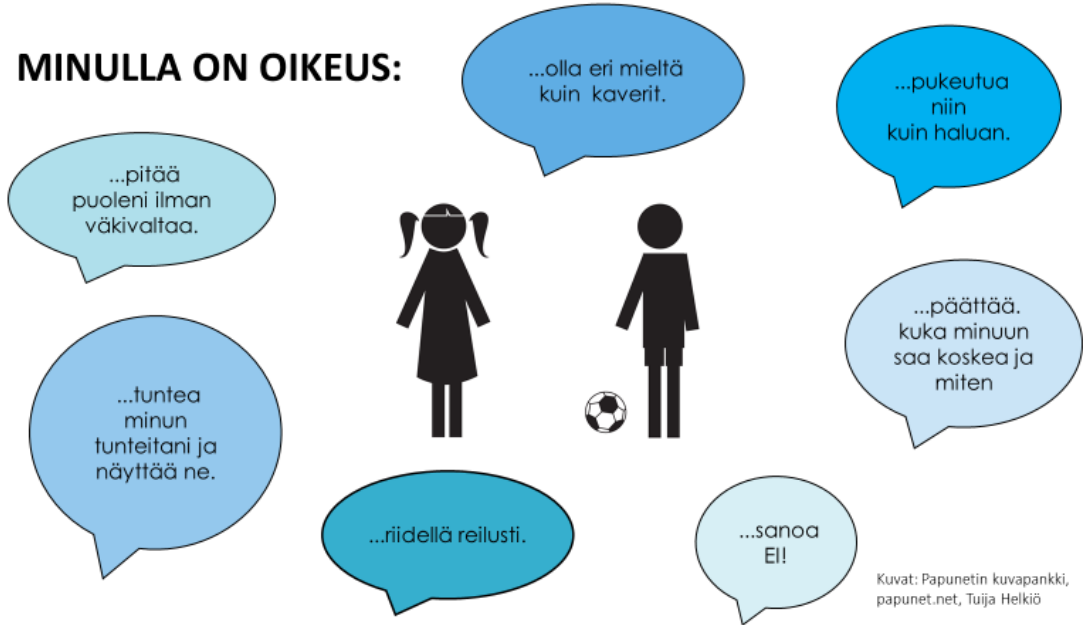 MINULLA ON OIKEUS:
...olla eri mieltä
kuin kaverit.
...pukeutua
niin
kuin haluan.
...pitää
puoleni ilman
väkivaltaa.
...päättää.
kuka minuun
saa koskea ja
miten
...tuntea
minun
tunteitani ja
näyttää ne.
...riidellä reilusti.
...sanoa
EI!
Kuvat: Papunetin kuvapankki,
papunet.net, Tuija Helkiö